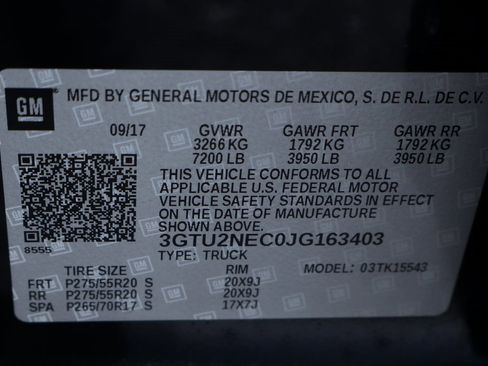 GM MFD BY GENERAL MOTORS DE MEXICO, S. DE R.L. DE C.V.
09/17 GVWR GAWR FRT GAWR RR
3266 KG 1792 KG 1792 KG
7200 LB 3950 LB 3950 LB
THIS VEHICLE CONFORMS TO ALL
APPLICABLE U.S. FEDERAL MOTOR
VEHICLE SAFETY STANDARDS IN EFFECT
ON THE DATE OF MANUFACTURE
SHOWN ABOVE.
8555 3GTU2NEC0JG163403
TYPE: TRUCK MODEL: 03TK15543
TIRE SIZE RIM
FRT P275/55R20 S 20X9J
RR P275/55R20 S 20X9J
SPA P265/70R17 S 17X7J